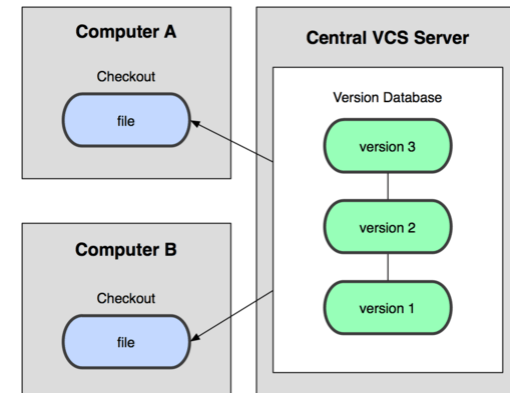 Computer A
Checkout
file
Computer B
Checkout
file
Central VCS Server
Version Database
version 3
version 2
version 1